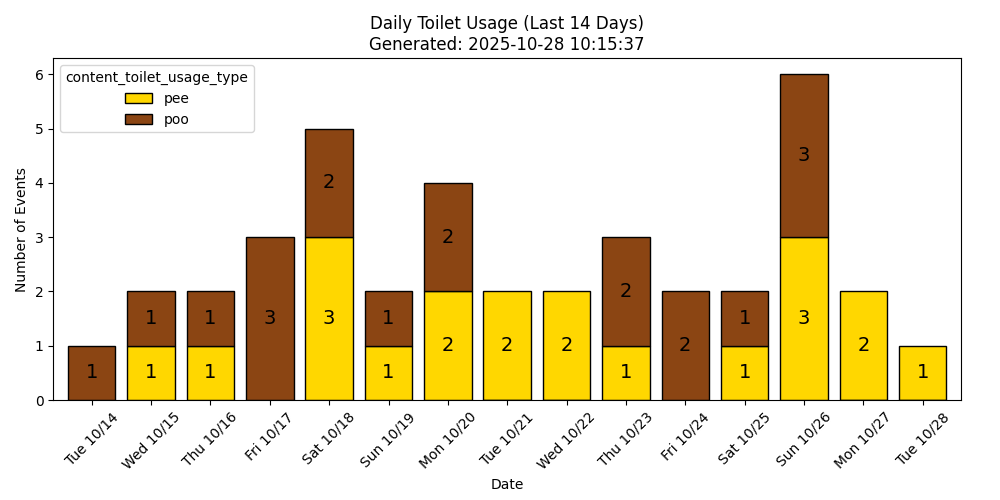 Daily Toilet Usage (Last 14 Days)
Generated: 2025-10-28 10:15:37
content_toilet_usage_type
pee
poo
Number of Events
6
5
4
3
2
1
0
1
1
1
1
1
3
2
3
1
1
2
2
2
2
2
1
2
1
1
3
3
2
1
Tue 10/14
Wed 10/15
Thu 10/16
Fri 10/17
Sat 10/18
Sun 10/19
Mon 10/20
Tue 10/21
Wed 10/22
Thu 10/23
Fri 10/24
Sat 10/25
Sun 10/26
Mon 10/27
Tue 10/28
Date